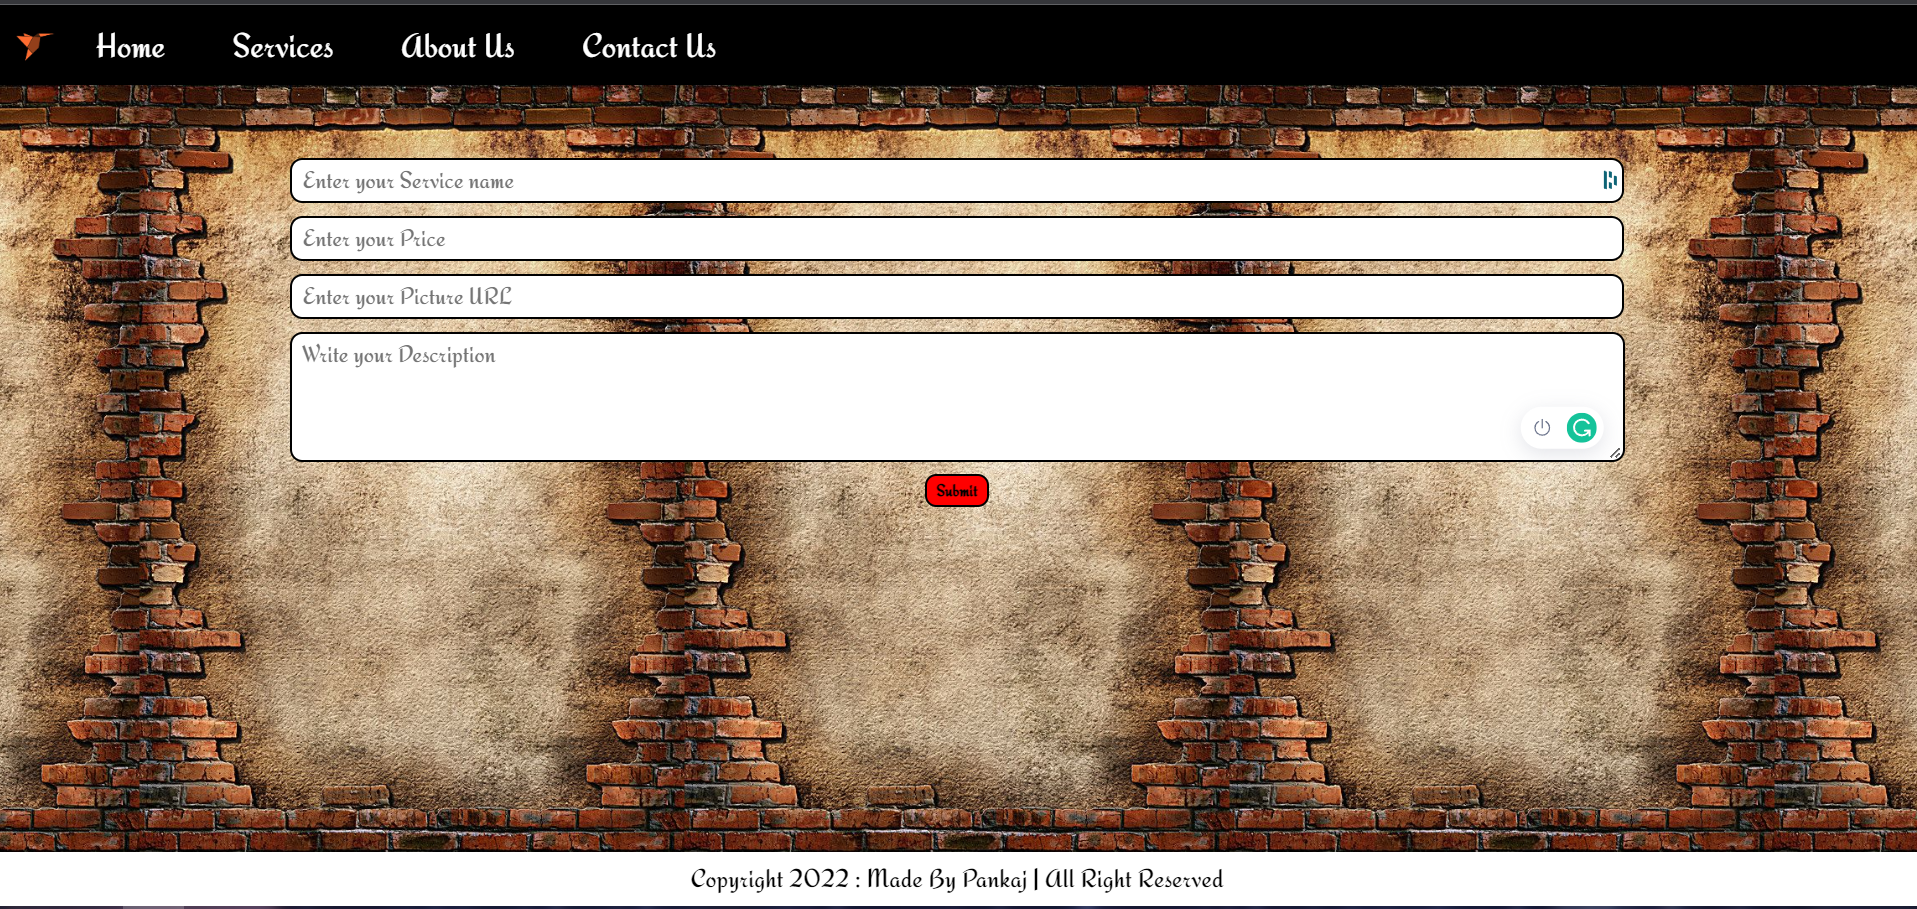 Home Services About Us Contact Us
Enter your Service name
Enter your Price
Enter your Picture URL
Write your Description
Submit
Copyright 2022 : Made By Pankaj | All Right Reserved